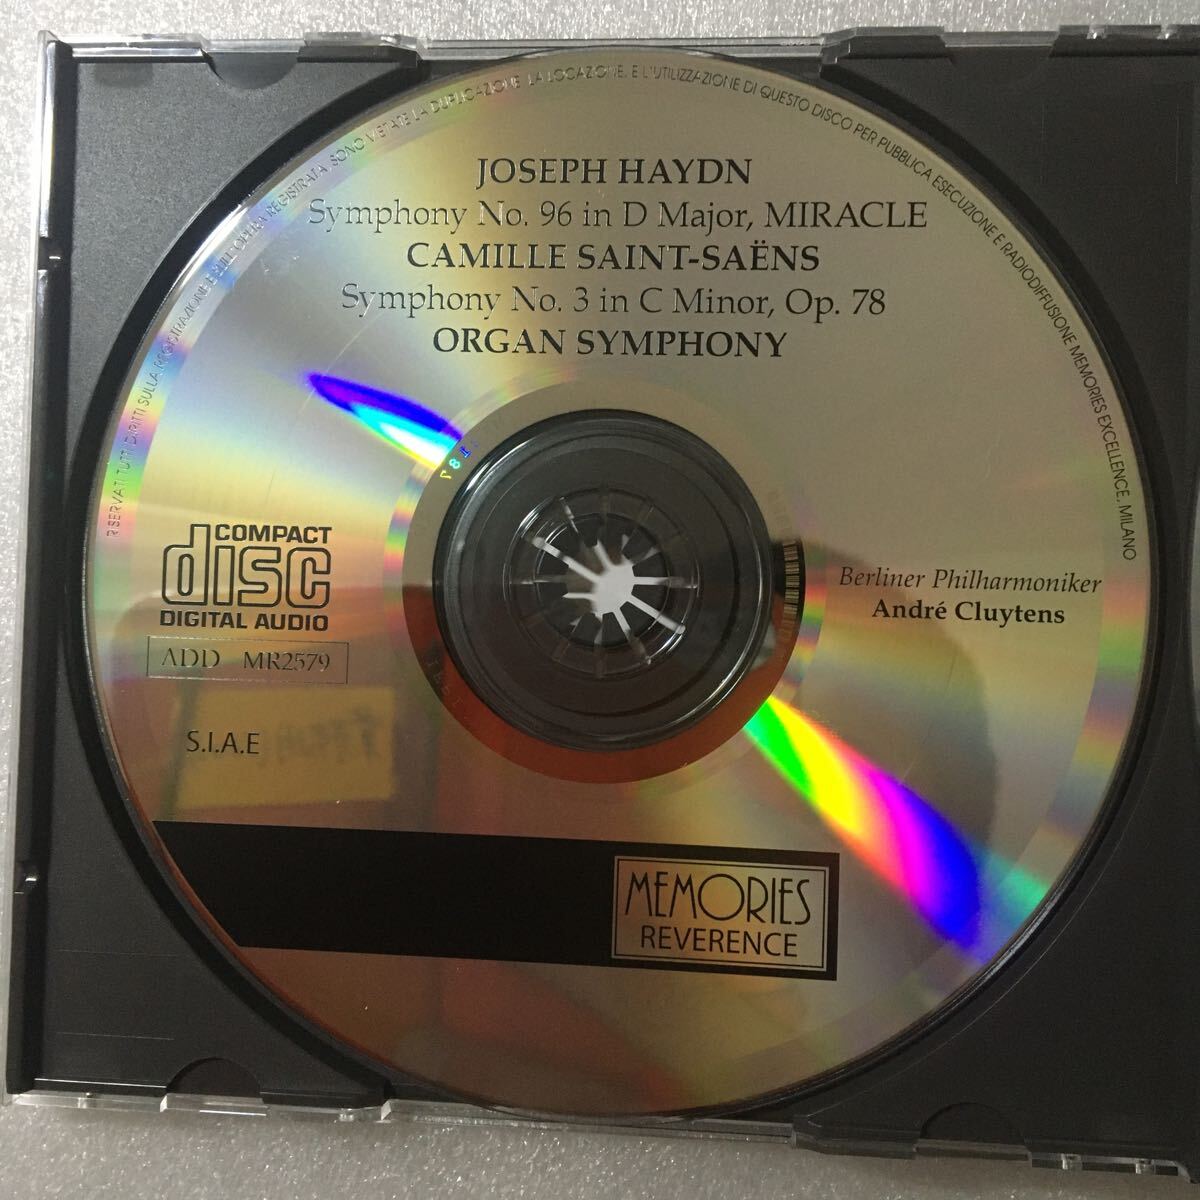 RISERVATI TUTTI DIRITTI SULLA REGISTRAZIONE E SULL'OPERA REGISTRATA. SONO VIETATE LA DUPLICAZIONE, LA LOCAZIONE, E L'UTILIZZAZIONE DI QUESTO DISCO PER PUBBLICA ESECUZIONE E RADIODIFFUSIONE MEMORIES EXCELLENCE, MILANO
JOSEPH HAYDN
Symphony No. 96 in D Major, MIRACLE
CAMILLE SAINT-SAËNS
Symphony No. 3 in C Minor, Op. 78
ORGAN SYMPHONY
COMPACT
disc
DIGITAL AUDIO
ADD MR2579
S.I.A.E
Berliner Philharmoniker
André Cluytens
MEMORIES
REVERENCE